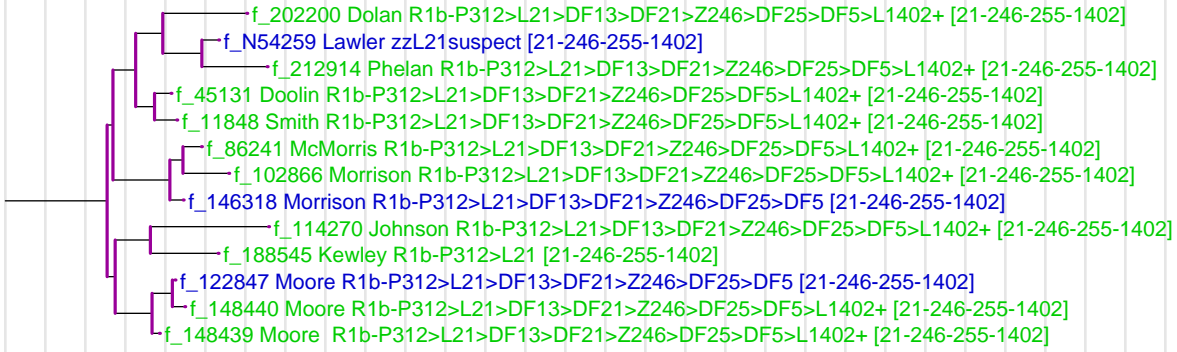 f_202200 Dolan R1b-P312>L21>DF13>DF21>Z246>DF25>DF5>L1402+ [21-246-255-1402]
f_N54259 Lawler zzL21suspect [21-246-255-1402]
f_212914 Phelan R1b-P312>L21>DF13>DF21>Z246>DF25>DF5>L1402+ [21-246-255-1402]
f_45131 Doolin R1b-P312>L21>DF13>DF21>Z246>DF25>DF5>L1402+ [21-246-255-1402]
f_11848 Smith R1b-P312>L21>DF13>DF21>Z246>DF25>DF5>L1402+ [21-246-255-1402]
f_86241 McMorris R1b-P312>L21>DF13>DF21>Z246>DF25>DF5>L1402+ [21-246-255-1402]
f_102866 Morrison R1b-P312>L21>DF13>DF21>Z246>DF25>DF5>L1402+ [21-246-255-1402]
f_146318 Morrison R1b-P312>L21>DF13>DF21>Z246>DF25>DF5 [21-246-255-1402]
f_114270 Johnson R1b-P312>L21>DF13>DF21>Z246>DF25>DF5>L1402+ [21-246-255-1402]
f_188545 Kewley R1b-P312>L21 [21-246-255-1402]
f_122847 Moore R1b-P312>L21>DF13>DF21>Z246>DF25>DF5 [21-246-255-1402]
f_148440 Moore R1b-P312>L21>DF13>DF21>Z246>DF25>DF5>L1402+ [21-246-255-1402]
f_148439 Moore R1b-P312>L21>DF13>DF21>Z246>DF25>DF5>L1402+ [21-246-255-1402]